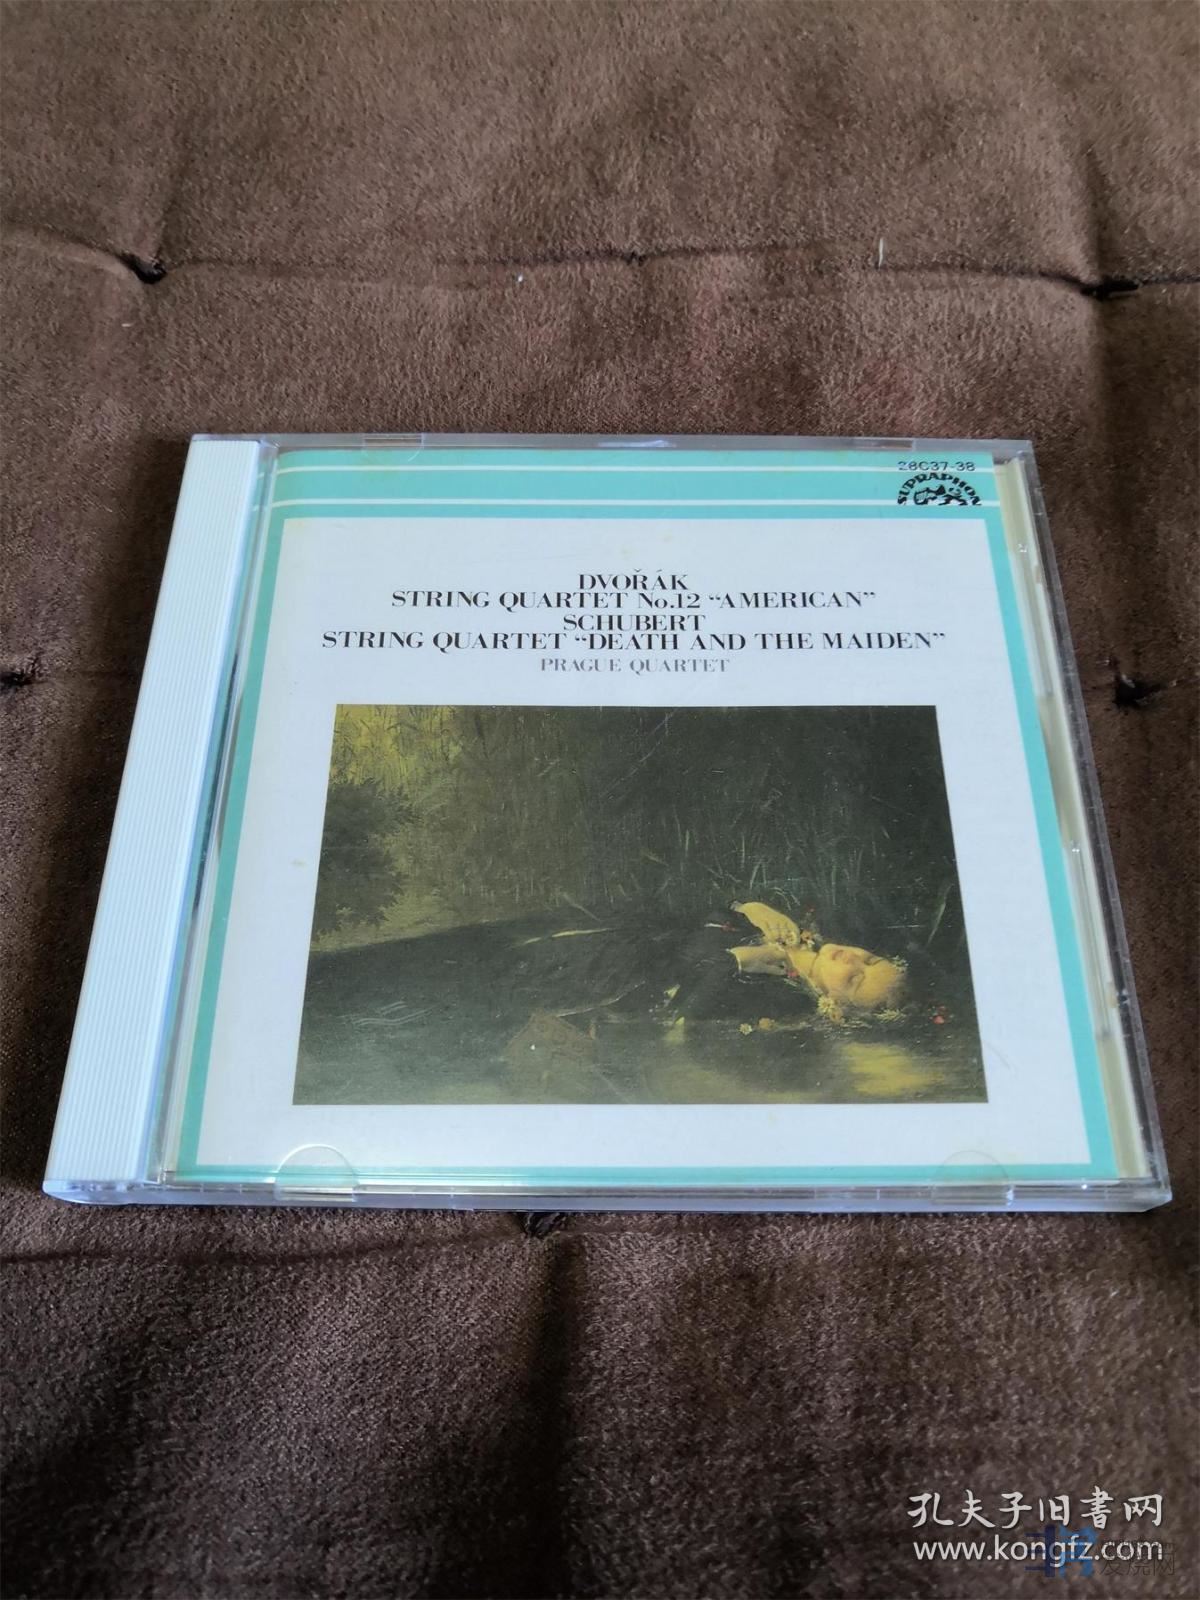 28C37-38
SUPRAPHON
DVOŘÁK
STRING QUARTET No.12 “AMERICAN”
SCHUBERT
STRING QUARTET “DEATH AND THE MAIDEN”
PRAGUE QUARTET
孔夫子旧书网
www.kongfz.com